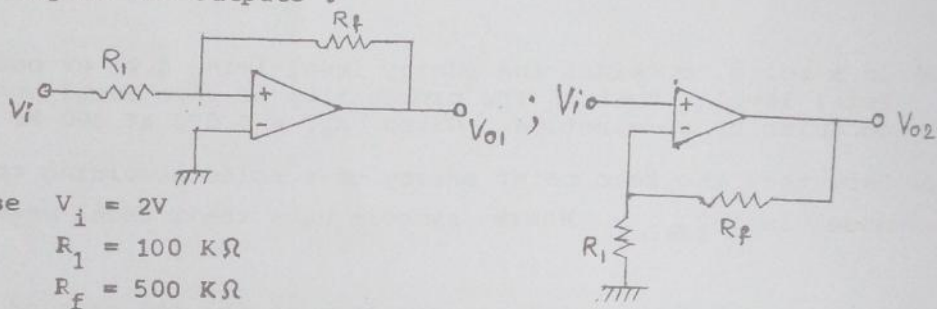 Rf
R1
Vi + - Vo1 ; Vi + - Vo2
Rf
R1
Vi = 2V
R1 = 100 KΩ
Rf = 500 KΩ